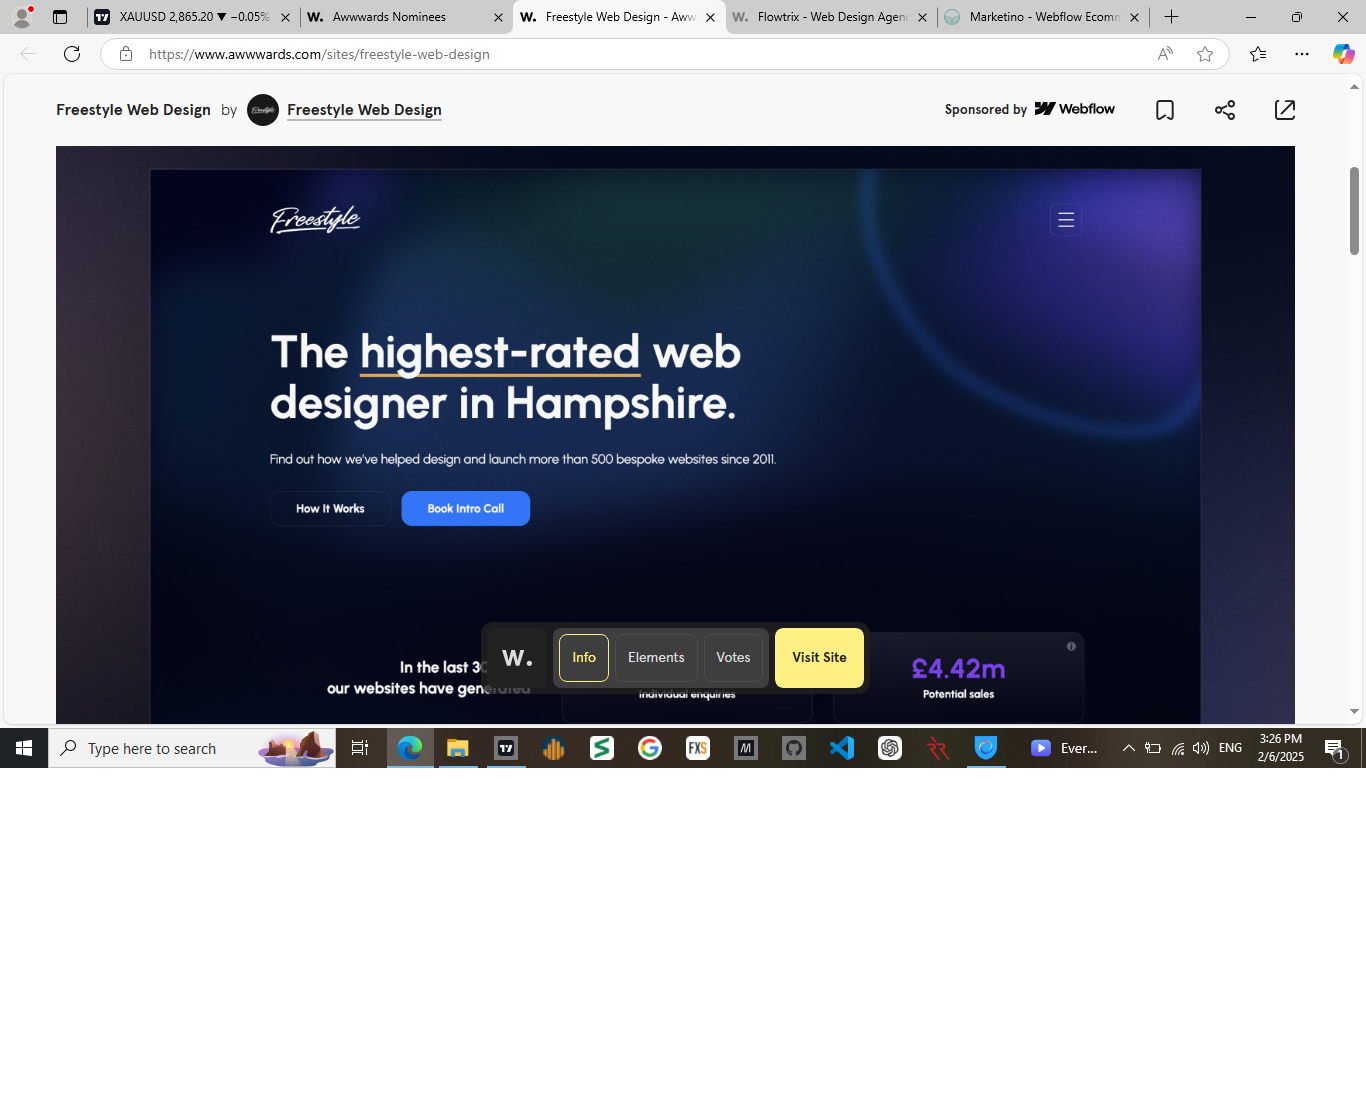 XAUUSD 2,865.20 ▼ −0.05%
Awwwards Nominees
Freestyle Web Design - Aww
Flowtrix - Web Design Agen
Marketino - Webflow Ecomm
https://www.awwwards.com/sites/freestyle-web-design
Freestyle Web Design by Freestyle Web Design
Sponsored by Webflow
Freestyle
The highest-rated web
designer in Hampshire.
Find out how we've helped design and launch more than 500 bespoke websites since 2011.
How It Works
Book Intro Call
In the last 30
our websites have generated
individual enquiries
£4.42m
Potential sales
W.
Info
Elements
Votes
Visit Site
Type here to search
Ever...
ENG
3:26 PM
2/6/2025
1